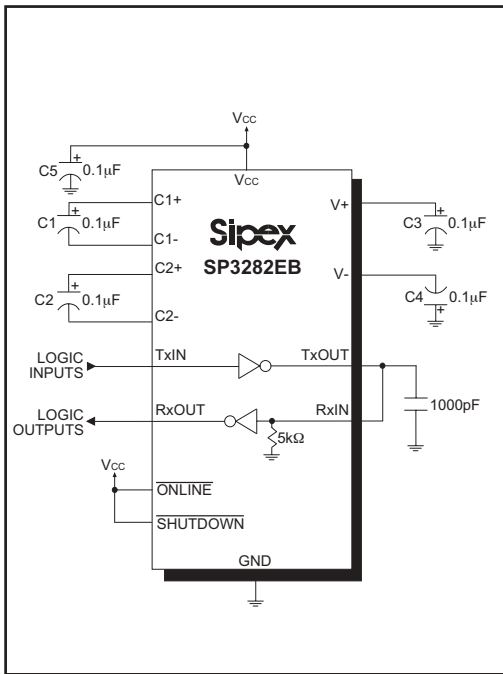 VCC
C5
+
0.1µF
VCC
C1+
V+
C1
+
0.1µF
C3
+
0.1µF
C1-
Sipex
SP3282EB
C2+
V-
C2
+
0.1µF
C4
+
0.1µF
C2-
LOGIC
INPUTS
TxIN
TxOUT
LOGIC
OUTPUTS
RxOUT
RxIN
1000pF
5kΩ
VCC
ONLINE
SHUTDOWN
GND